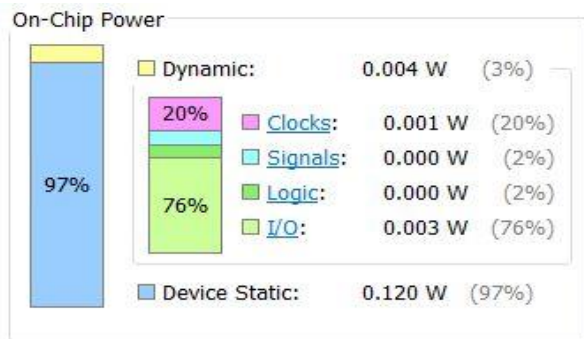 On-Chip Power
Dynamic: 0.004 W (3%)
20%
Clocks: 0.001 W (20%)
Signals: 0.000 W (2%)
97%
Logic: 0.000 W (2%)
76%
I/O: 0.003 W (76%)
Device Static: 0.120 W (97%)